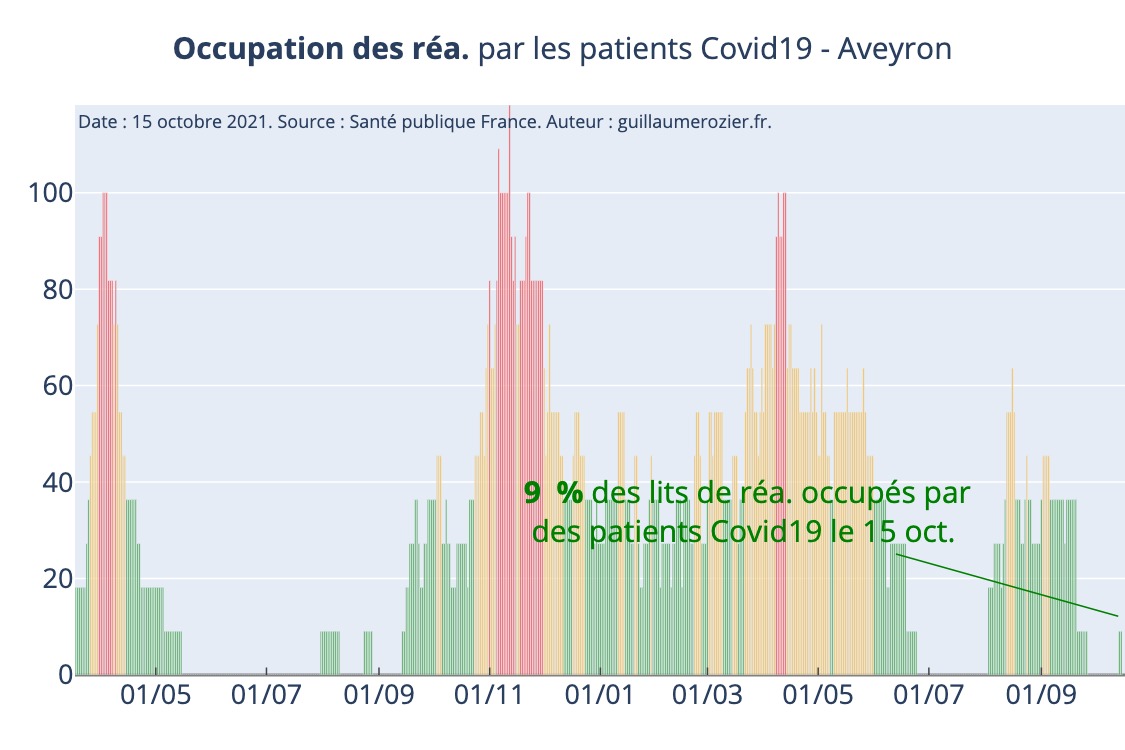 Occupation des réa. par les patients Covid19 - Aveyron
Date : 15 octobre 2021. Source : Santé publique France. Auteur : guillaumerozier.fr.
100
80
60
40
20
0
9 % des lits de réa. occupés par
des patients Covid19 le 15 oct.
01/05 01/07 01/09 01/11 01/01 01/03 01/05 01/07 01/09